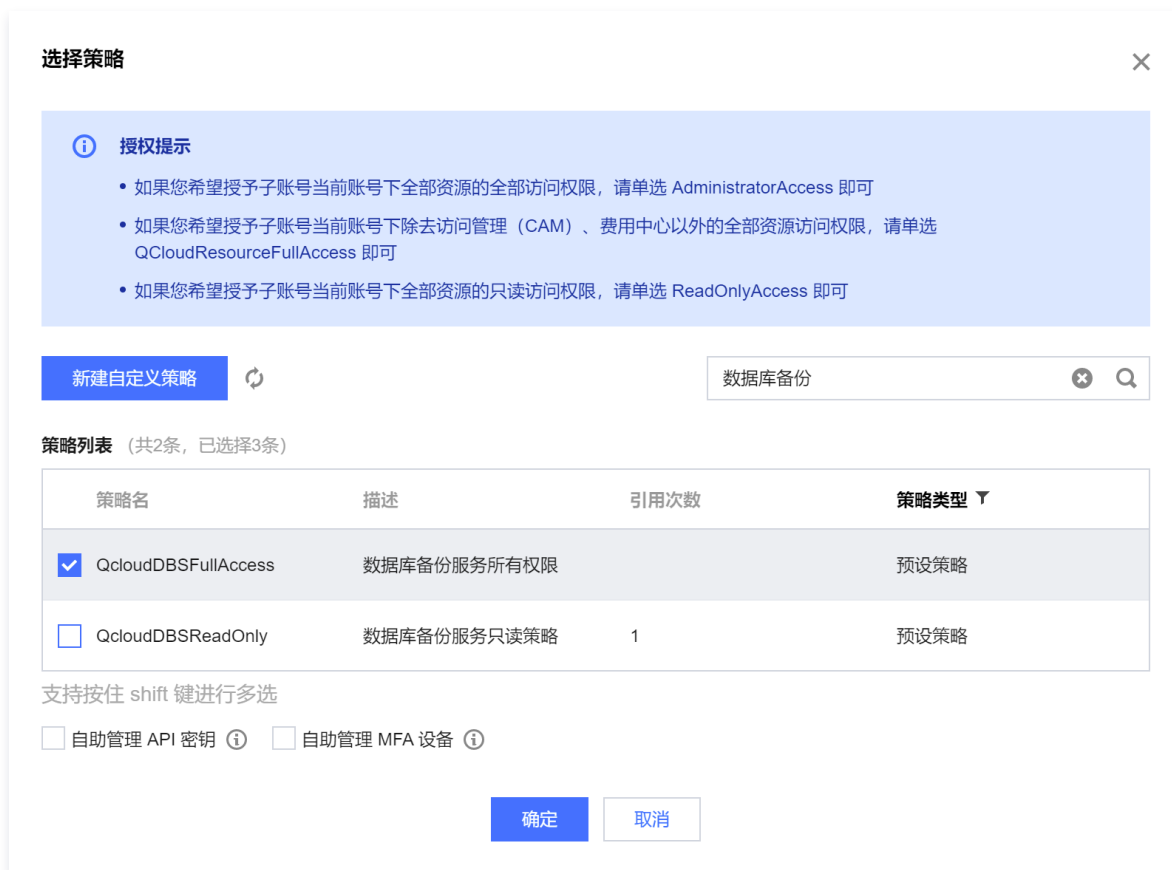 选择策略
授权提示
• 如果您希望授予子账号当前账号下全部资源的全部访问权限，请单选 AdministratorAccess 即可
• 如果您希望授予子账号当前账号下除去访问管理（CAM）、费用中心以外的全部资源访问权限，请单选
QCloudResourceFullAccess 即可
• 如果您希望授予子账号当前账号下全部资源的只读访问权限，请单选 ReadOnlyAccess 即可
新建自定义策略 数据库备份
策略列表 （共2条，已选择3条）
策略名 描述 引用次数 策略类型
QcloudDBSFullAccess 数据库备份服务所有权限 预设策略
QcloudDBSReadOnly 数据库备份服务只读策略 1 预设策略
支持按住 shift 键进行多选
自助管理 API 密钥 自助管理 MFA 设备
确定 取消